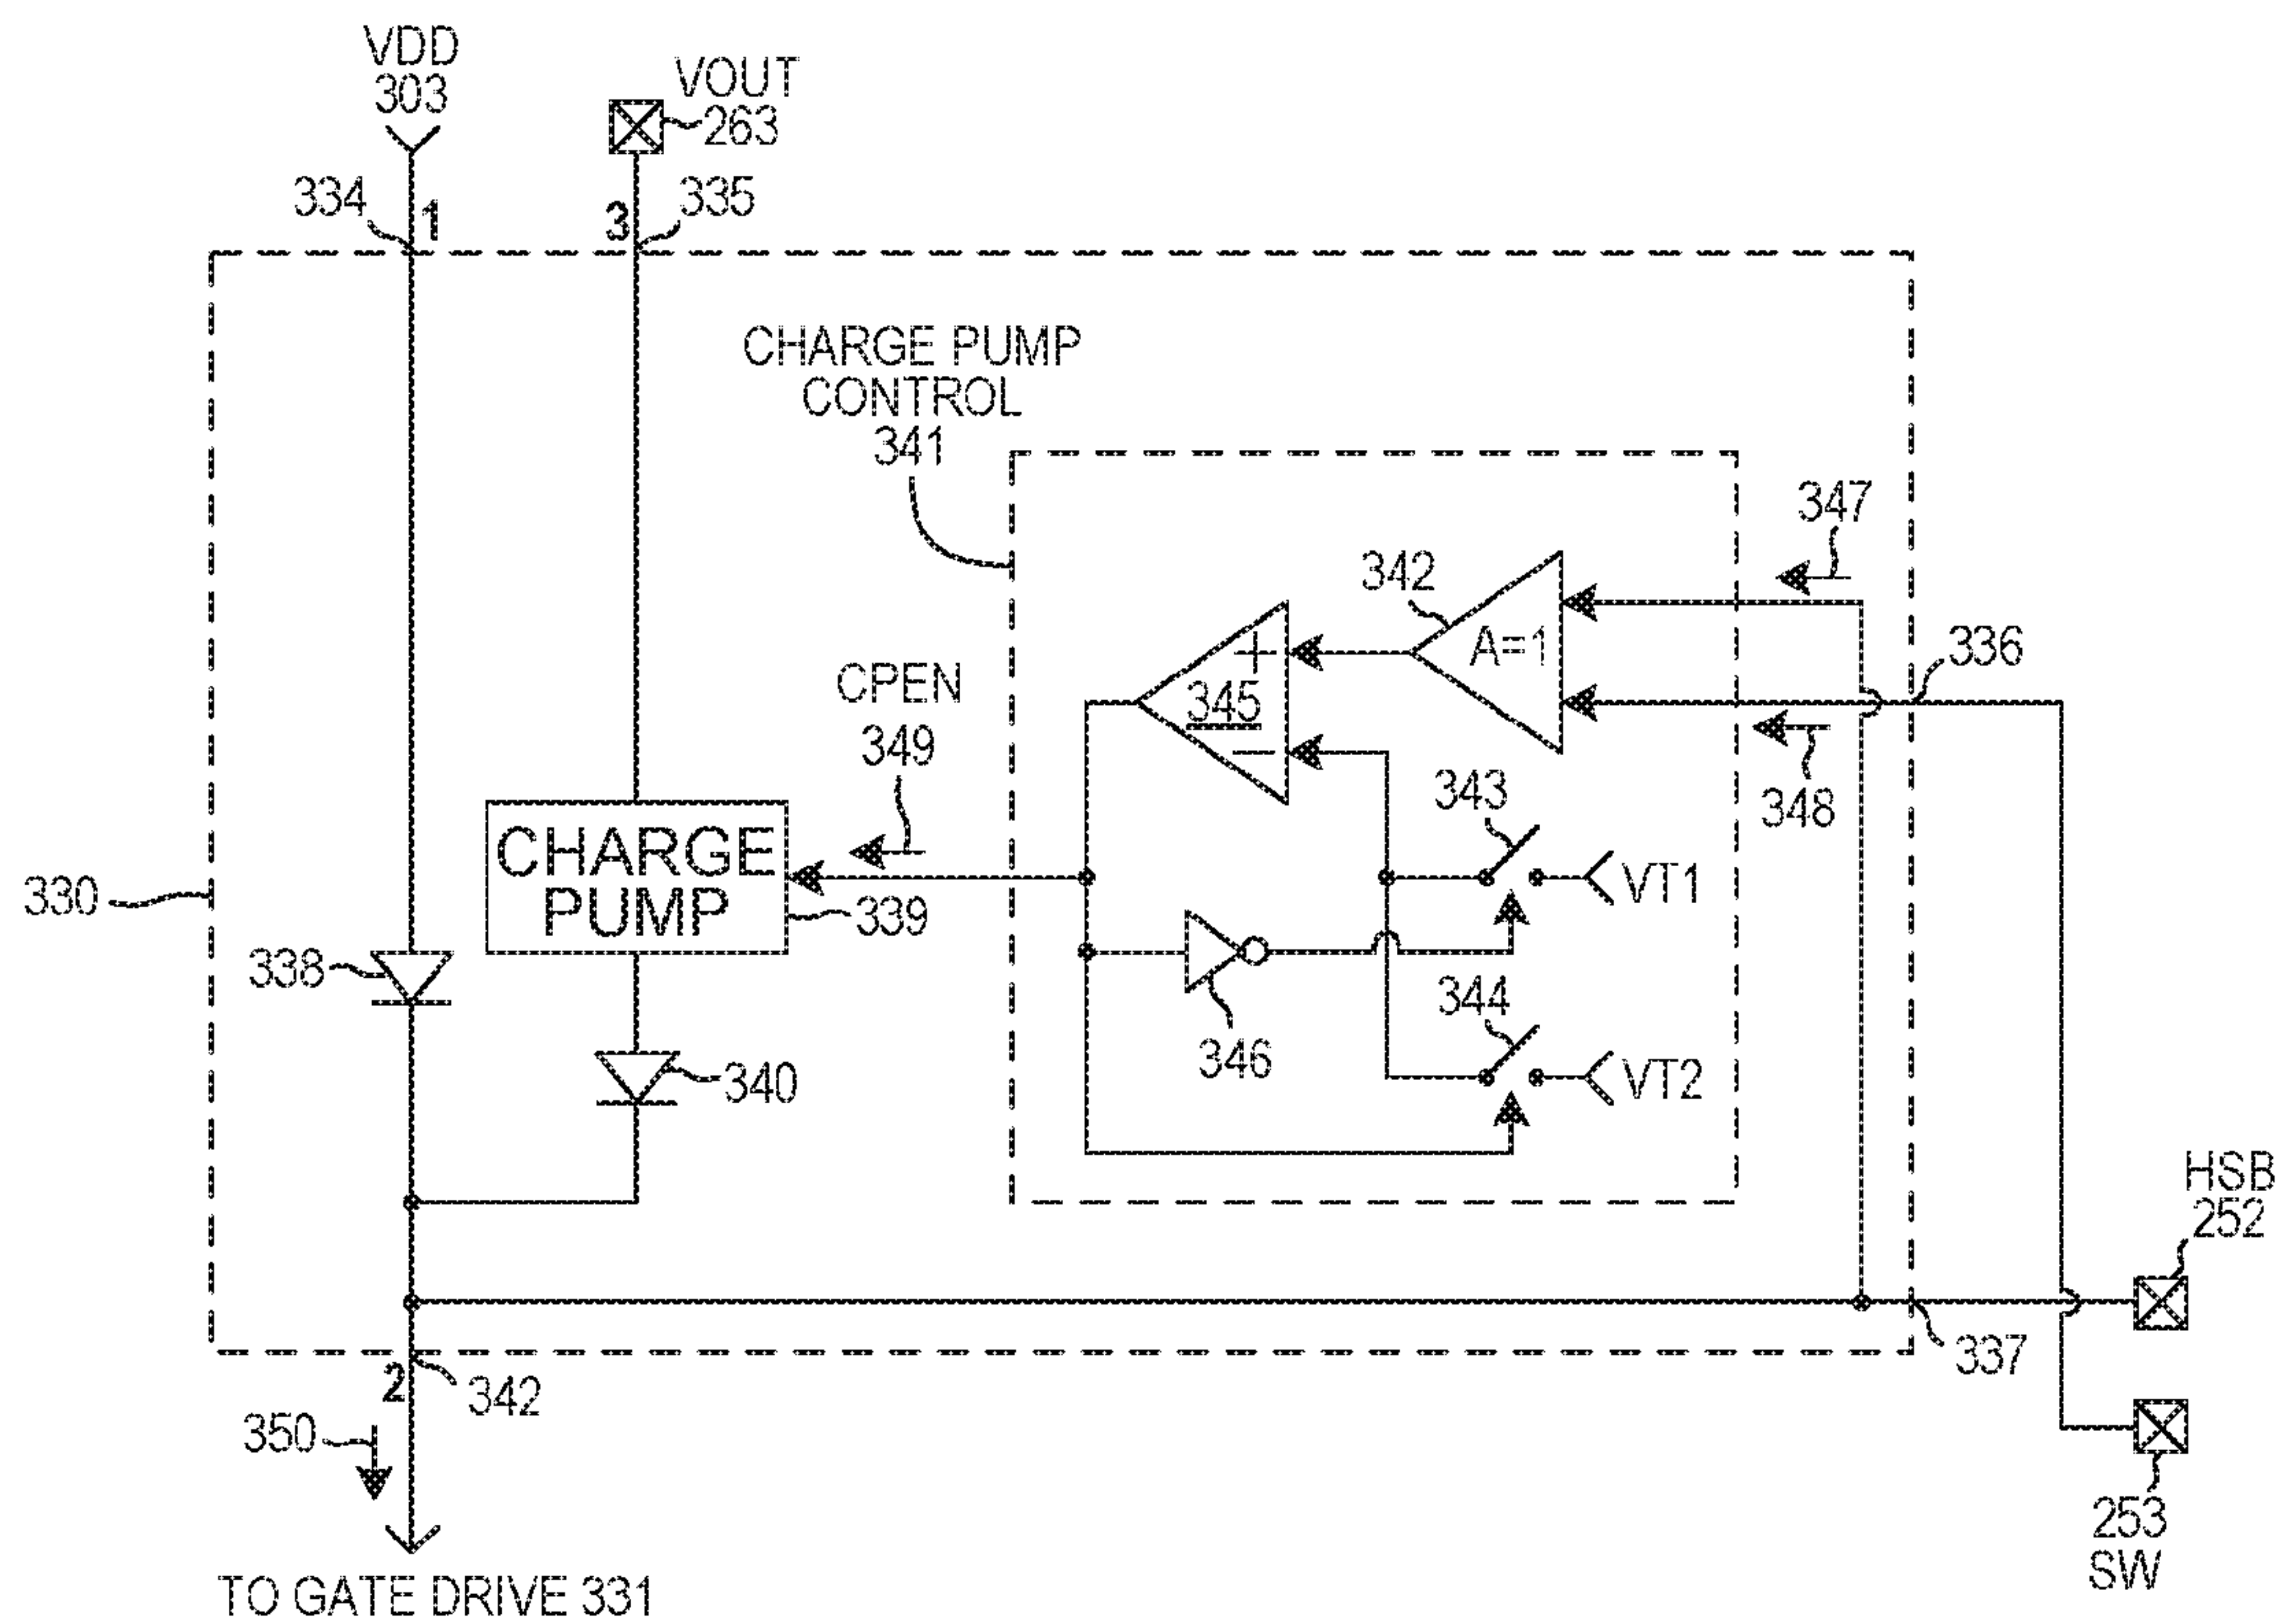 VDD
303
VOUT
263
334
1
3
335
CHARGE PUMP
CONTROL
341
347
342
A=1
336
CPEN
349
345
+
−
348
343
VT1
CHARGE
PUMP
339
330
338
344
346
VT2
340
HSB
252
337
2
342
350
253
SW
TO GATE DRIVE 331